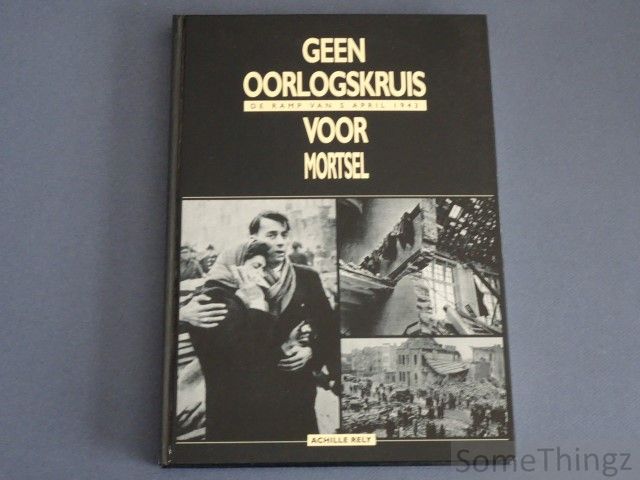 GEEN
OORLOGSKRUIS
DE RAMP VAN 5 APRIL 1943
VOOR
MORTSEL
ACHILLE RELY
SomeThingz